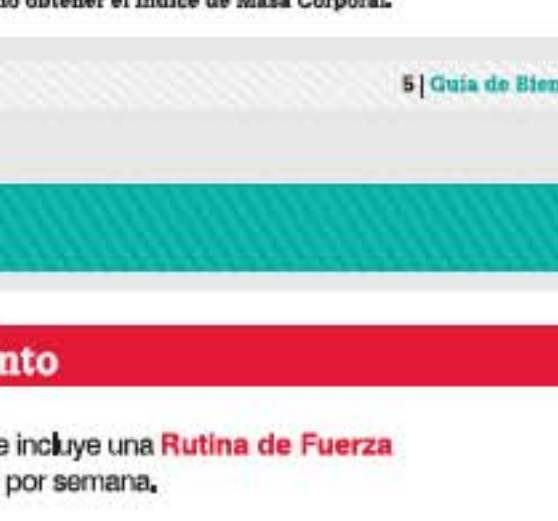 obtener el Índice de Masa Corporal.
5 | Guía de Bien
nto
e incluye una Rutina de Fuerza
por semana.